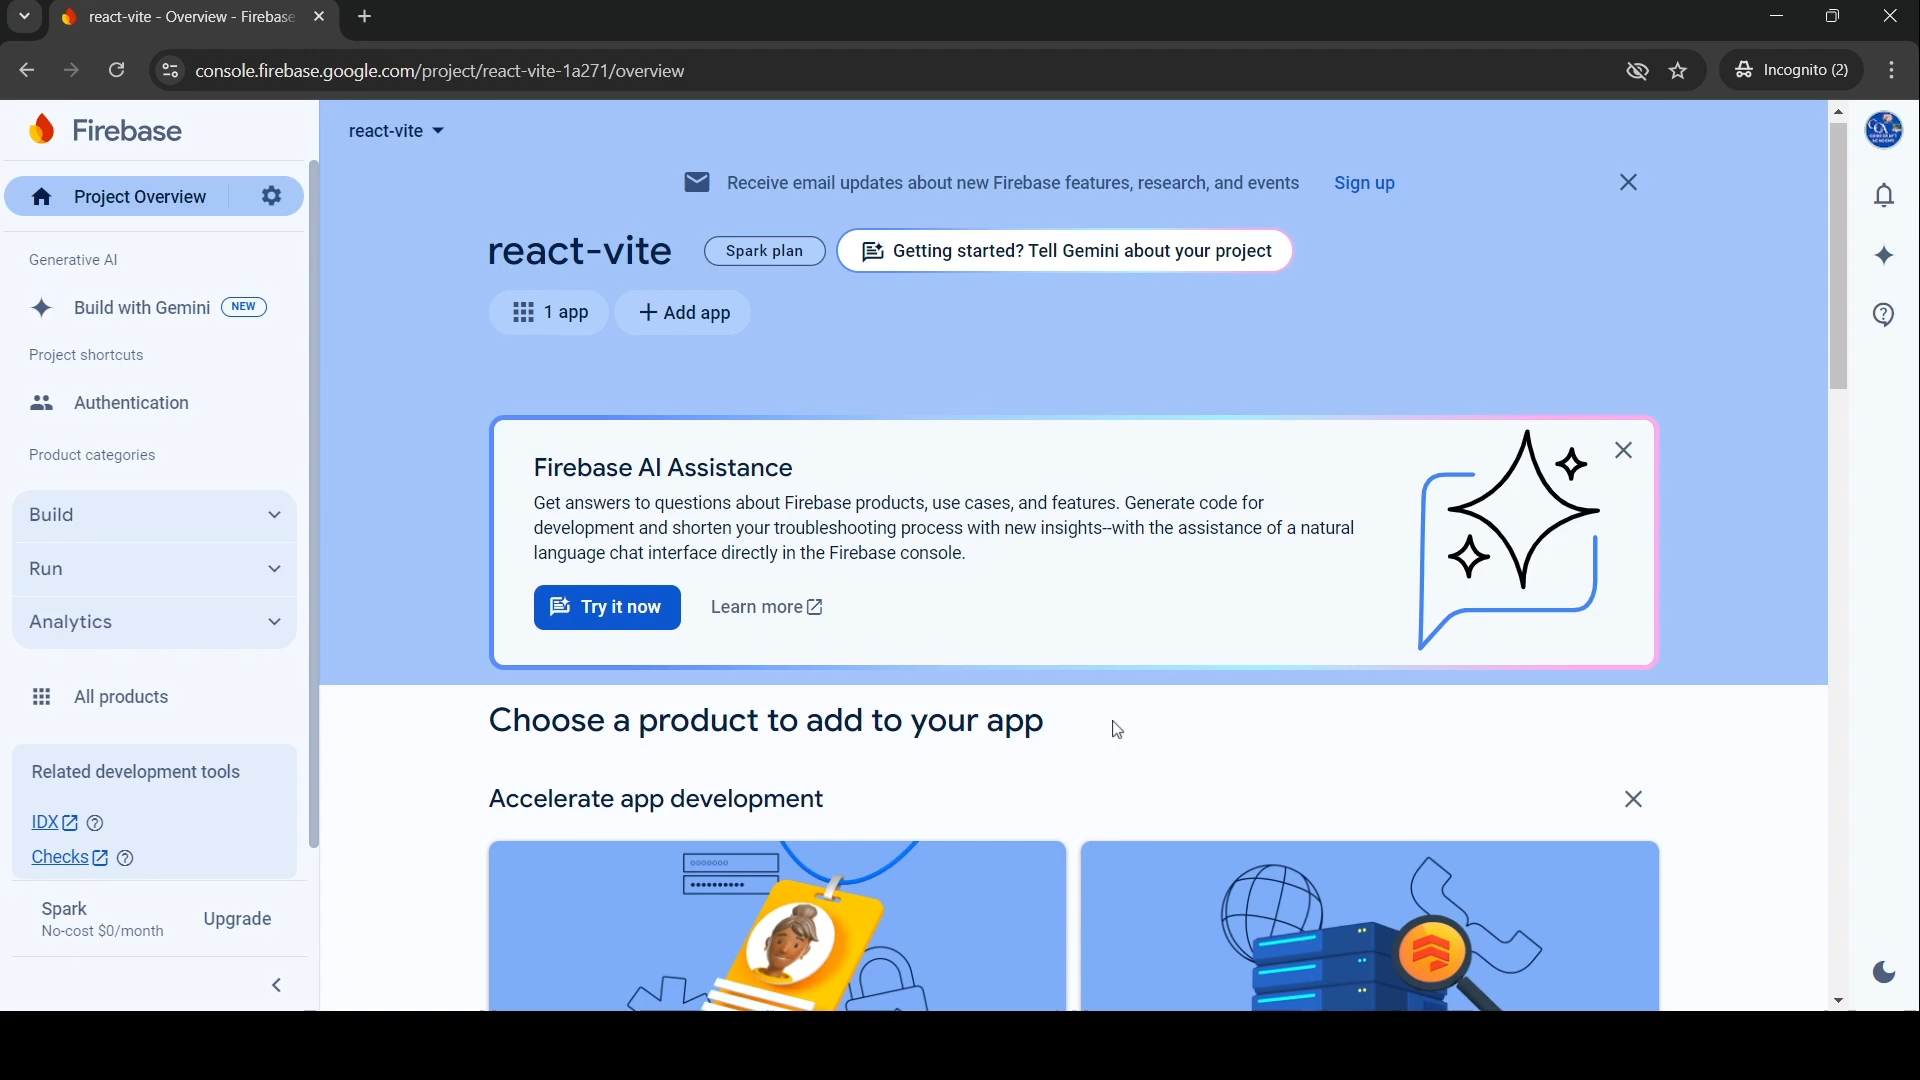 react-vite - Overview - Firebase
console.firebase.google.com/project/react-vite-1a271/overview
Incognito (2)
Firebase
react-vite
Receive email updates about new Firebase features, research, and events Sign up
Project Overview
react-vite Spark plan Getting started? Tell Gemini about your project
Generative AI
Build with Gemini NEW
1 app + Add app
Project shortcuts
Authentication
Product categories
Build
Run
Analytics
All products
Related development tools
IDX
Checks
Spark
No-cost $0/month
Upgrade
Firebase AI Assistance
Get answers to questions about Firebase products, use cases, and features. Generate code for
development and shorten your troubleshooting process with new insights--with the assistance of a natural
language chat interface directly in the Firebase console.
Try it now Learn more
Choose a product to add to your app
Accelerate app development